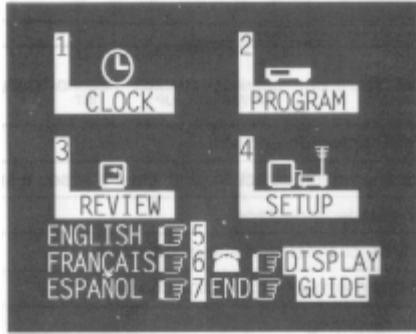 1 2
CLOCK PROGRAM
3 4
REVIEW SETUP
ENGLISH 5
FRANÇAIS 6 DISPLAY
ESPAÑOL 7 END GUIDE